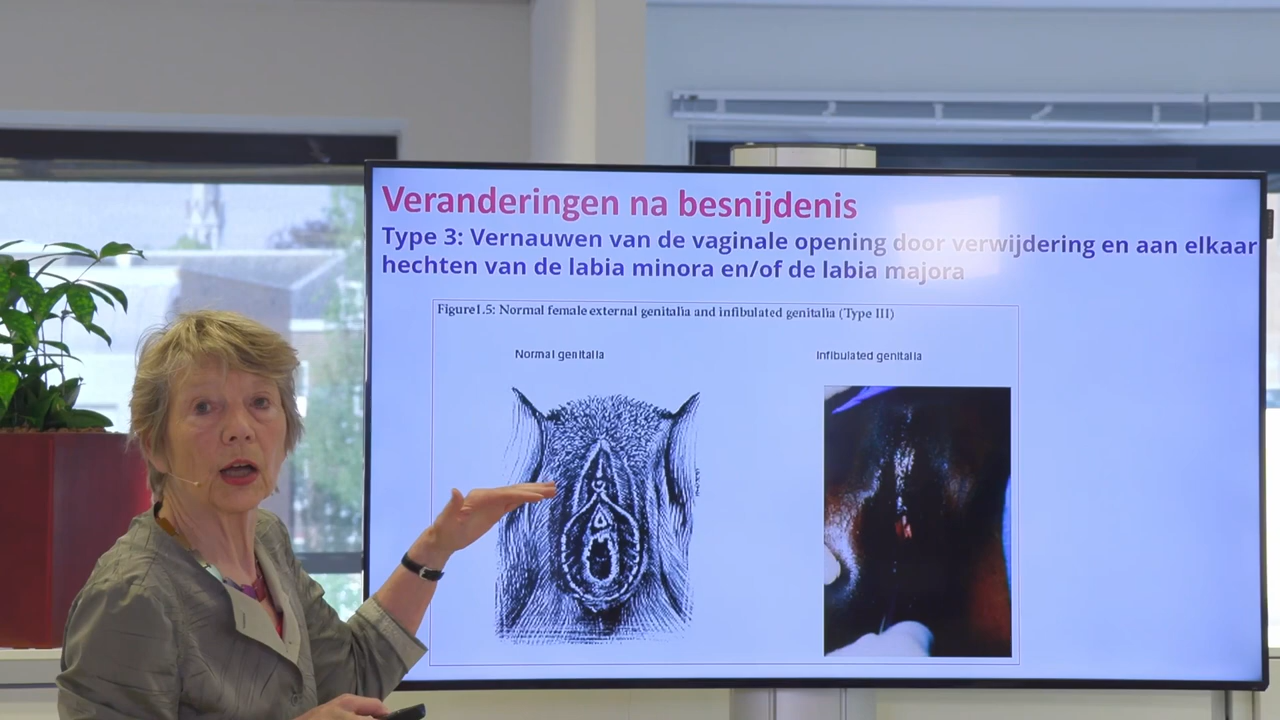 Veranderingen na besnijdenis
Type 3: Vernauwen van de vaginale opening door verwijdering en aan elkaar
hechten van de labia minora en/of de labia majora
Figure1.5: Normal female external genitalia and infibulated genitalia (Type III)
Normal genitalia
Infibulated genitalia